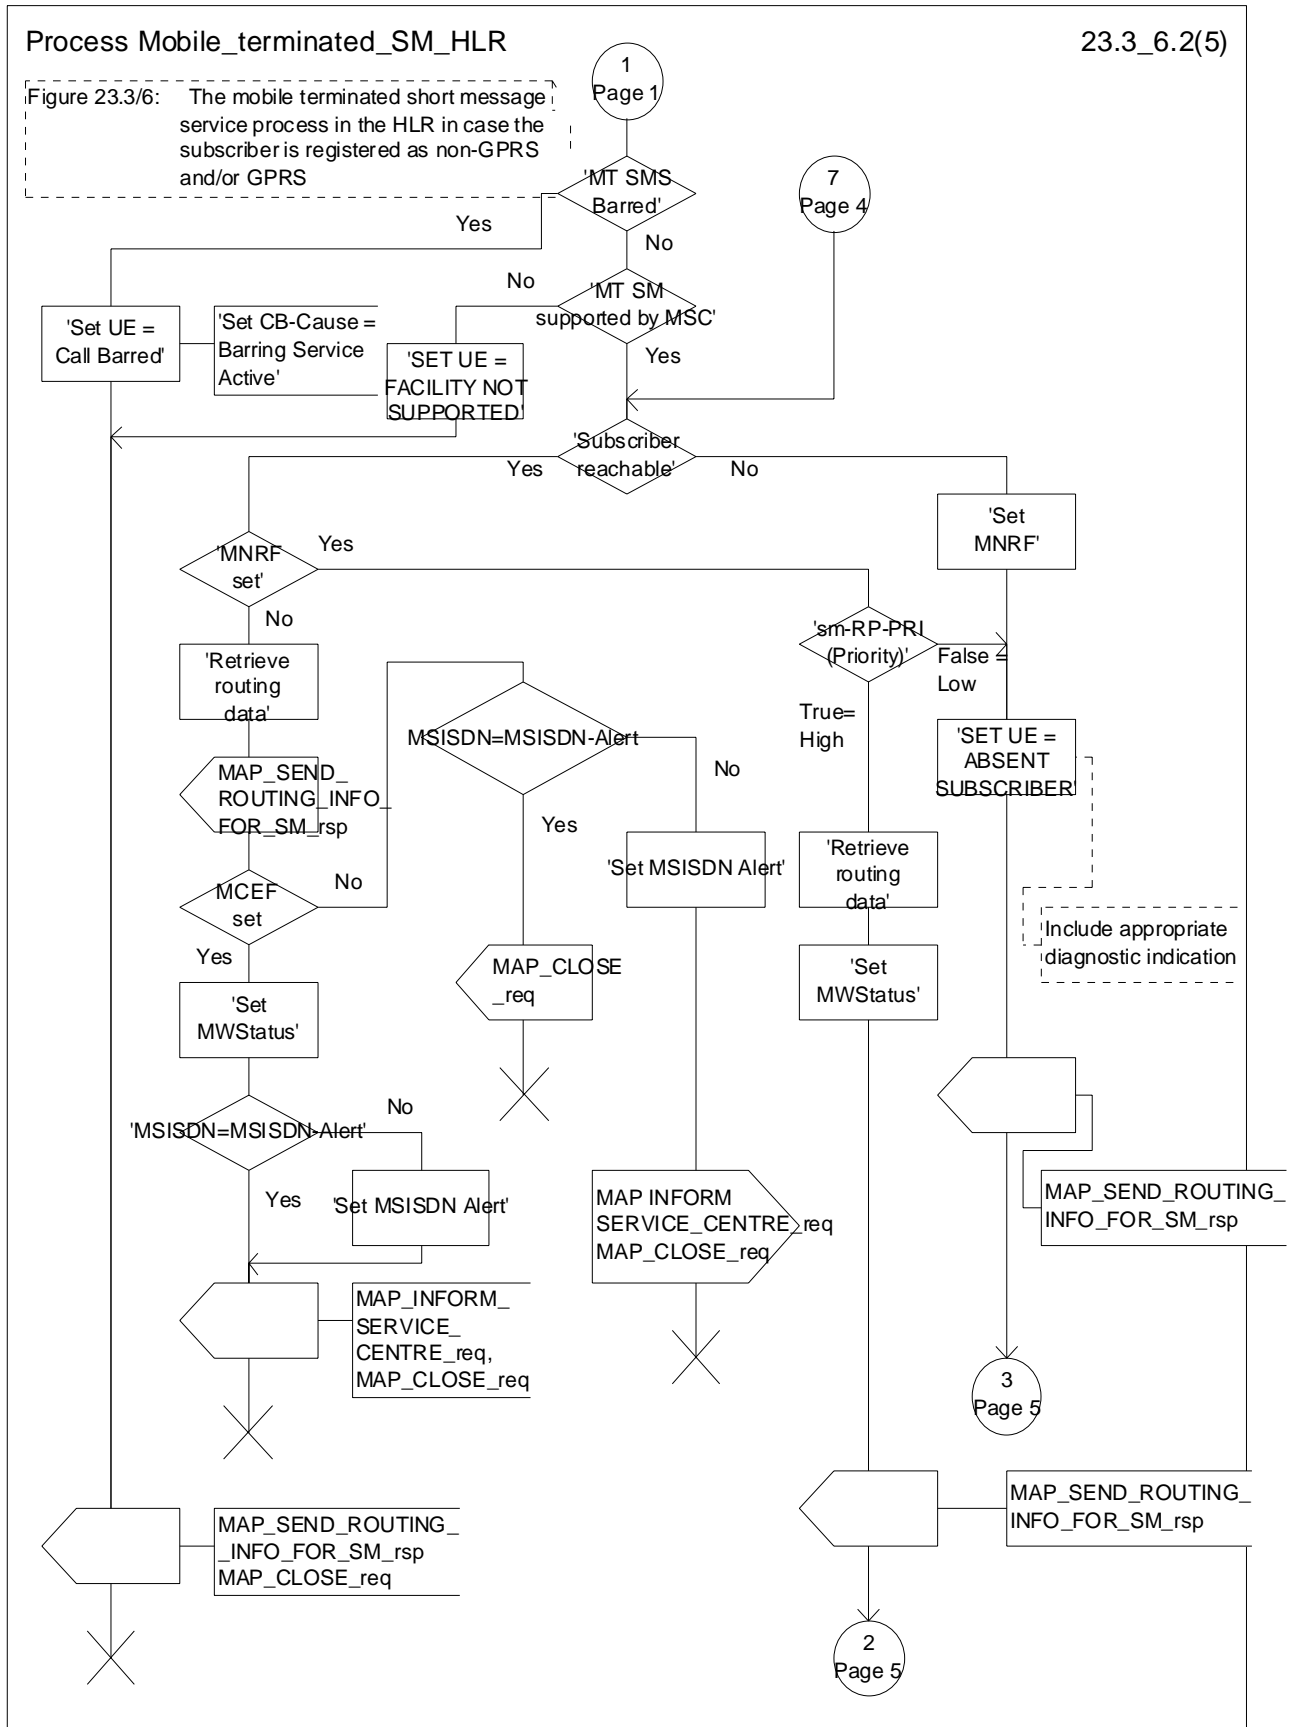 Process Mobile_terminated_SM_HLR
23.3_6.2(5)
Figure 23.3/6: The mobile terminated short message
service process in the HLR in case the
subscriber is registered as non-GPRS
and/or GPRS
1
Page 1
'MT SMS
Barred'
7
Page 4
Yes
No
No
'MT SM
supported by MSC'
'Set UE =
Call Barred'
'Set CB-Cause =
Barring Service
Active'
'SET UE =
FACILITY NOT
SUPPORTED'
Yes
'Subscriber
reachable'
Yes
No
'Set
MNRF'
'MNRF
set'
Yes
No
'sm-RP-PRI
(Priority)'
False =
Low
'Retrieve
routing
data'
MSISDN=MSISDN-Alert
True=
High
'SET UE =
ABSENT
SUBSCRIBER'
MAP_SEND_
ROUTING_INFO_
FOR_SM_rsp
No
Yes
'Set MSISDN Alert'
'Retrieve
routing
data'
MCEF
set
No
Yes
Include appropriate
diagnostic indication
MAP_CLOSE
_req
'Set
MWStatus'
'Set
MWStatus'
'MSISDN=MSISDN-Alert'
No
Yes
'Set MSISDN Alert'
MAP INFORM
SERVICE_CENTRE_req
MAP_CLOSE_req
MAP_SEND_ROUTING_
INFO_FOR_SM_rsp
MAP_INFORM_
SERVICE_
CENTRE_req,
MAP_CLOSE_req
3
Page 5
MAP_SEND_ROUTING_
INFO_FOR_SM_rsp
MAP_SEND_ROUTING_
_INFO_FOR_SM_rsp
MAP_CLOSE_req
2
Page 5